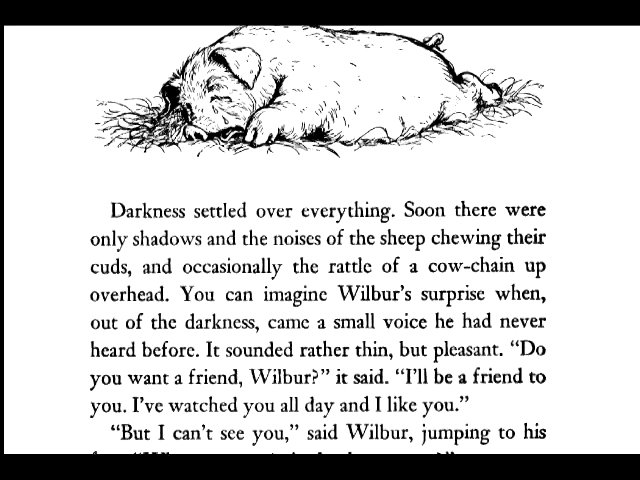 Darkness settled over everything. Soon there were
only shadows and the noises of the sheep chewing their
cuds, and occasionally the rattle of a cow-chain up
overhead. You can imagine Wilbur's surprise when,
out of the darkness, came a small voice he had never
heard before. It sounded rather thin, but pleasant. “Do
you want a friend, Wilbur?” it said. “I'll be a friend to
you. I've watched you all day and I like you.”
“But I can't see you,” said Wilbur, jumping to his